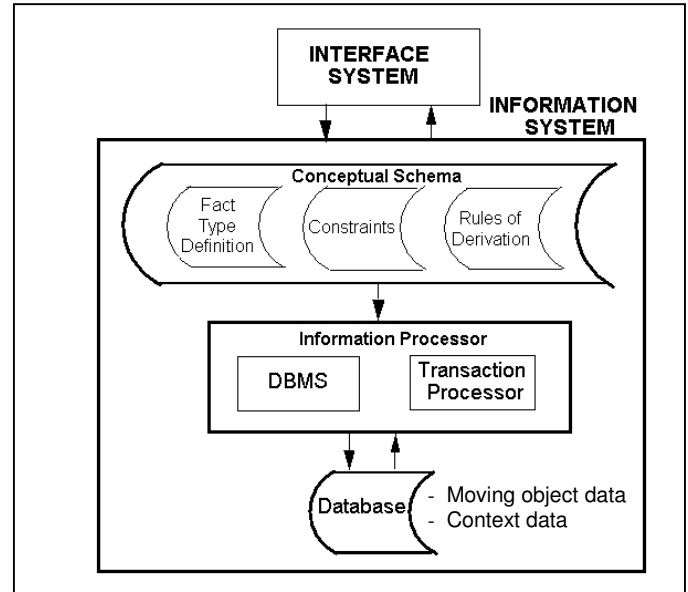 INTERFACE
SYSTEM
INFORMATION
SYSTEM
Conceptual Schema
Fact
Type
Definition
Constraints
Rules of
Derivation
Information Processor
DBMS
Transaction
Processor
Database
- Moving object data
- Context data